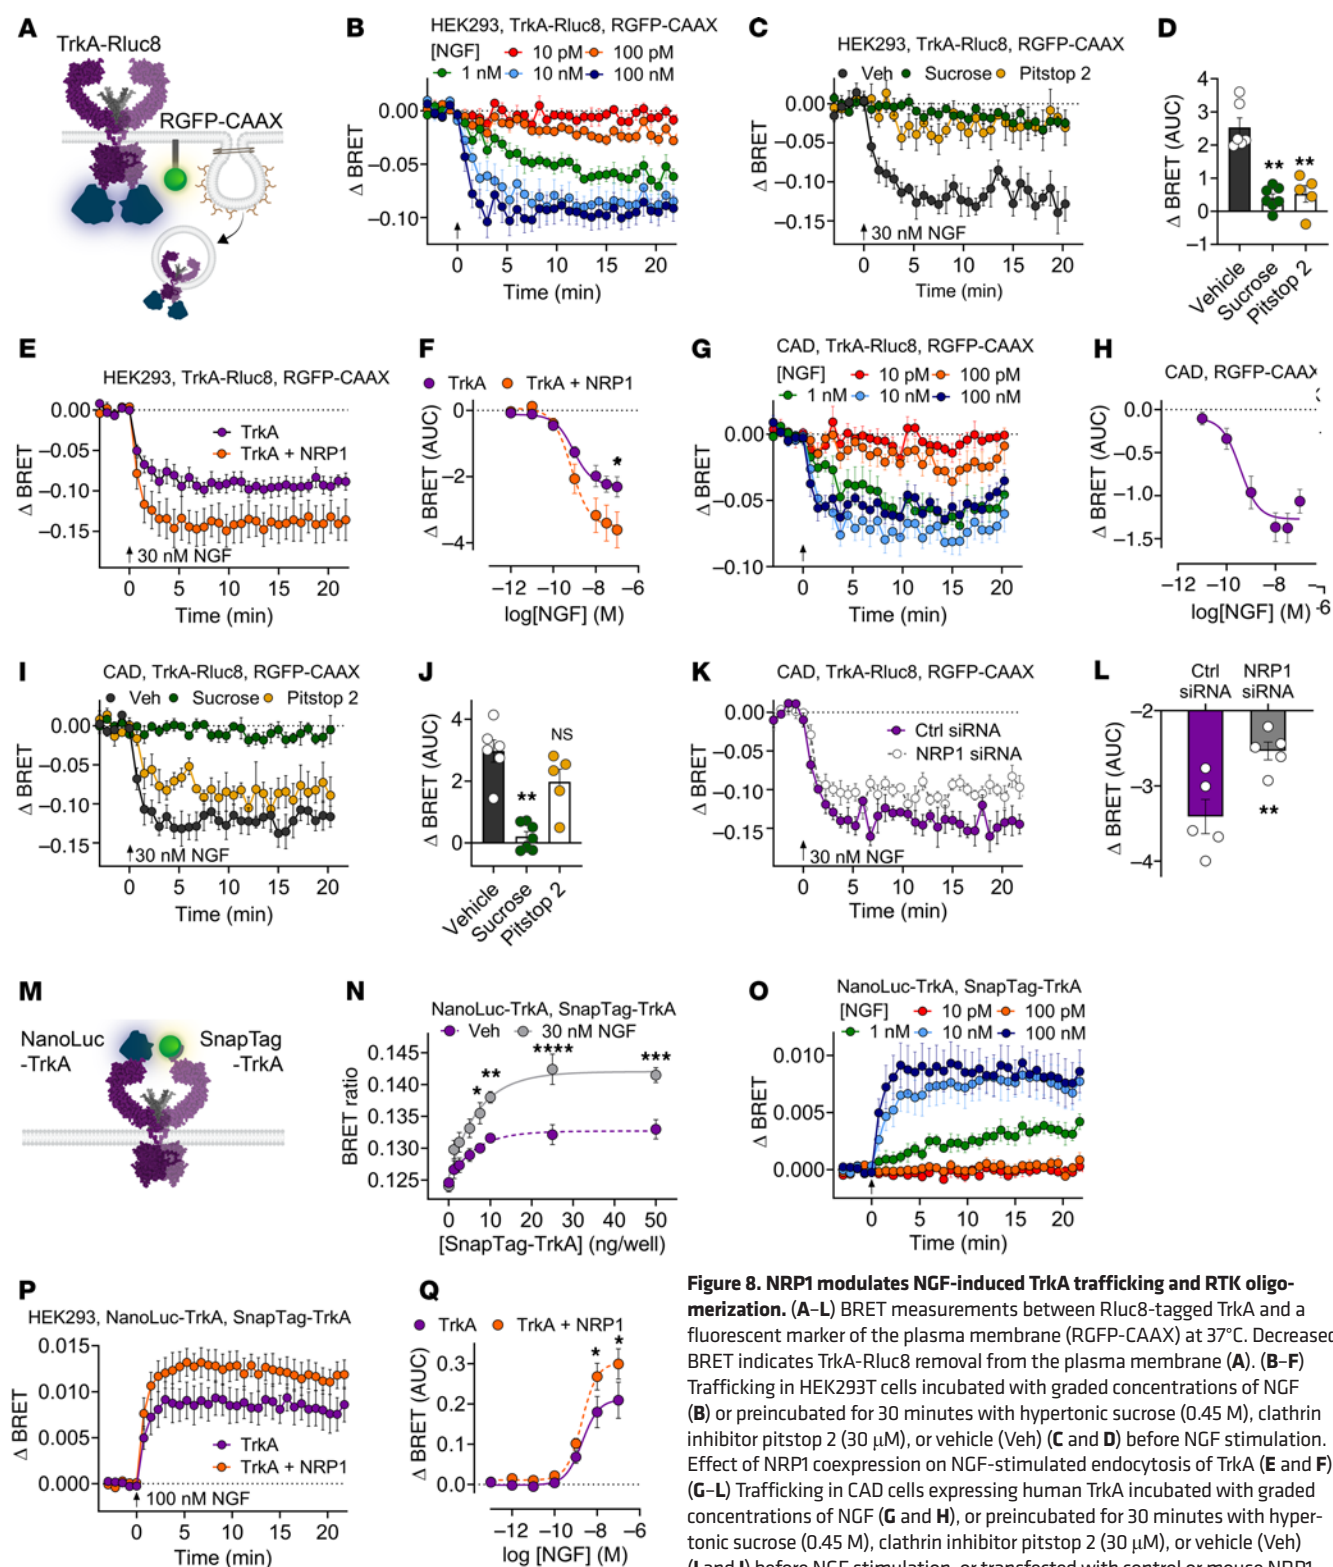 A
TrkA-Rluc8
RGFP-CAAX
B
HEK293, TrkA-Rluc8, RGFP-CAAX
[NGF] 10 pM 100 pM
1 nM 10 nM 100 nM
0.00
−0.05
−0.10
Δ BRET
0 5 10 15 20
Time (min)
C
HEK293, TrkA-Rluc8, RGFP-CAAX
Veh Sucrose Pitstop 2
0.00
−0.05
−0.10
−0.15
Δ BRET
30 nM NGF
0 5 10 15 20
Time (min)
D
4
3
2
1
0
−1
Δ BRET (AUC)
** **
Vehicle
Sucrose
Pitstop 2
E
HEK293, TrkA-Rluc8, RGFP-CAAX
0.00
−0.05
−0.10
−0.15
Δ BRET
TrkA
TrkA + NRP1
30 nM NGF
0 5 10 15 20
Time (min)
F
TrkA TrkA + NRP1
0
−2
−4
Δ BRET (AUC)
*
−12 −10 −8 −6
log[NGF] (M)
G
CAD, TrkA-Rluc8, RGFP-CAAX
[NGF] 10 pM 100 pM
1 nM 10 nM 100 nM
0.00
−0.05
−0.10
Δ BRET
0 5 10 15 20
Time (min)
H
CAD, RGFP-CAAX
0.0
−0.5
−1.0
−1.5
Δ BRET (AUC)
−12 −10 −8
log[NGF] (M) -6
I
CAD, TrkA-Rluc8, RGFP-CAAX
Veh Sucrose Pitstop 2
0.00
−0.05
−0.10
−0.15
Δ BRET
30 nM NGF
0 5 10 15 20
Time (min)
J
4
2
0
Δ BRET (AUC)
**
NS
Vehicle
Sucrose
Pitstop 2
K
CAD, TrkA-Rluc8, RGFP-CAAX
0.00
−0.05
−0.10
−0.15
Δ BRET
Ctrl siRNA
NRP1 siRNA
30 nM NGF
0 5 10 15 20
Time (min)
L
Ctrl NRP1
siRNA siRNA
−2
−3
−4
Δ BRET (AUC)
**
M
NanoLuc SnapTag
-TrkA -TrkA
N
NanoLuc-TrkA, SnapTag-TrkA
Veh 30 nM NGF
0.145
0.140
0.135
0.130
0.125
BRET ratio
* ** **** ***
0 10 20 30 40 50
[SnapTag-TrkA] (ng/well)
O
NanoLuc-TrkA, SnapTag-TrkA
[NGF] 10 pM 100 pM
1 nM 10 nM 100 nM
0.010
0.005
0.000
Δ BRET
0 5 10 15 20
Time (min)
P
HEK293, NanoLuc-TrkA, SnapTag-TrkA
0.015
0.010
0.005
0.000
Δ BRET
TrkA
TrkA + NRP1
100 nM NGF
0 5 10 15 20
Time (min)
Q
TrkA TrkA + NRP1
0.3
0.2
0.1
0.0
Δ BRET (AUC)
* *
−12 −10 −8 −6
log [NGF] (M)
Figure 8. NRP1 modulates NGF-induced TrkA trafficking and RTK oligo-
merization. (A–L) BRET measurements between Rluc8-tagged TrkA and a
fluorescent marker of the plasma membrane (RGFP-CAAX) at 37°C. Decreased
BRET indicates TrkA-Rluc8 removal from the plasma membrane (A). (B–F)
Trafficking in HEK293T cells incubated with graded concentrations of NGF
(B) or preincubated for 30 minutes with hypertonic sucrose (0.45 M), clathrin
inhibitor pitstop 2 (30 μM), or vehicle (Veh) (C and D) before NGF stimulation.
Effect of NRP1 coexpression on NGF-stimulated endocytosis of TrkA (E and F)
(G–L) Trafficking in CAD cells expressing human TrkA incubated with graded
concentrations of NGF (G and H), or preincubated for 30 minutes with hyper-
tonic sucrose (0.45 M), clathrin inhibitor pitstop 2 (30 μM), or vehicle (Veh)
(I and J) before NGF stimulation, or transfected with control or mouse NRP1